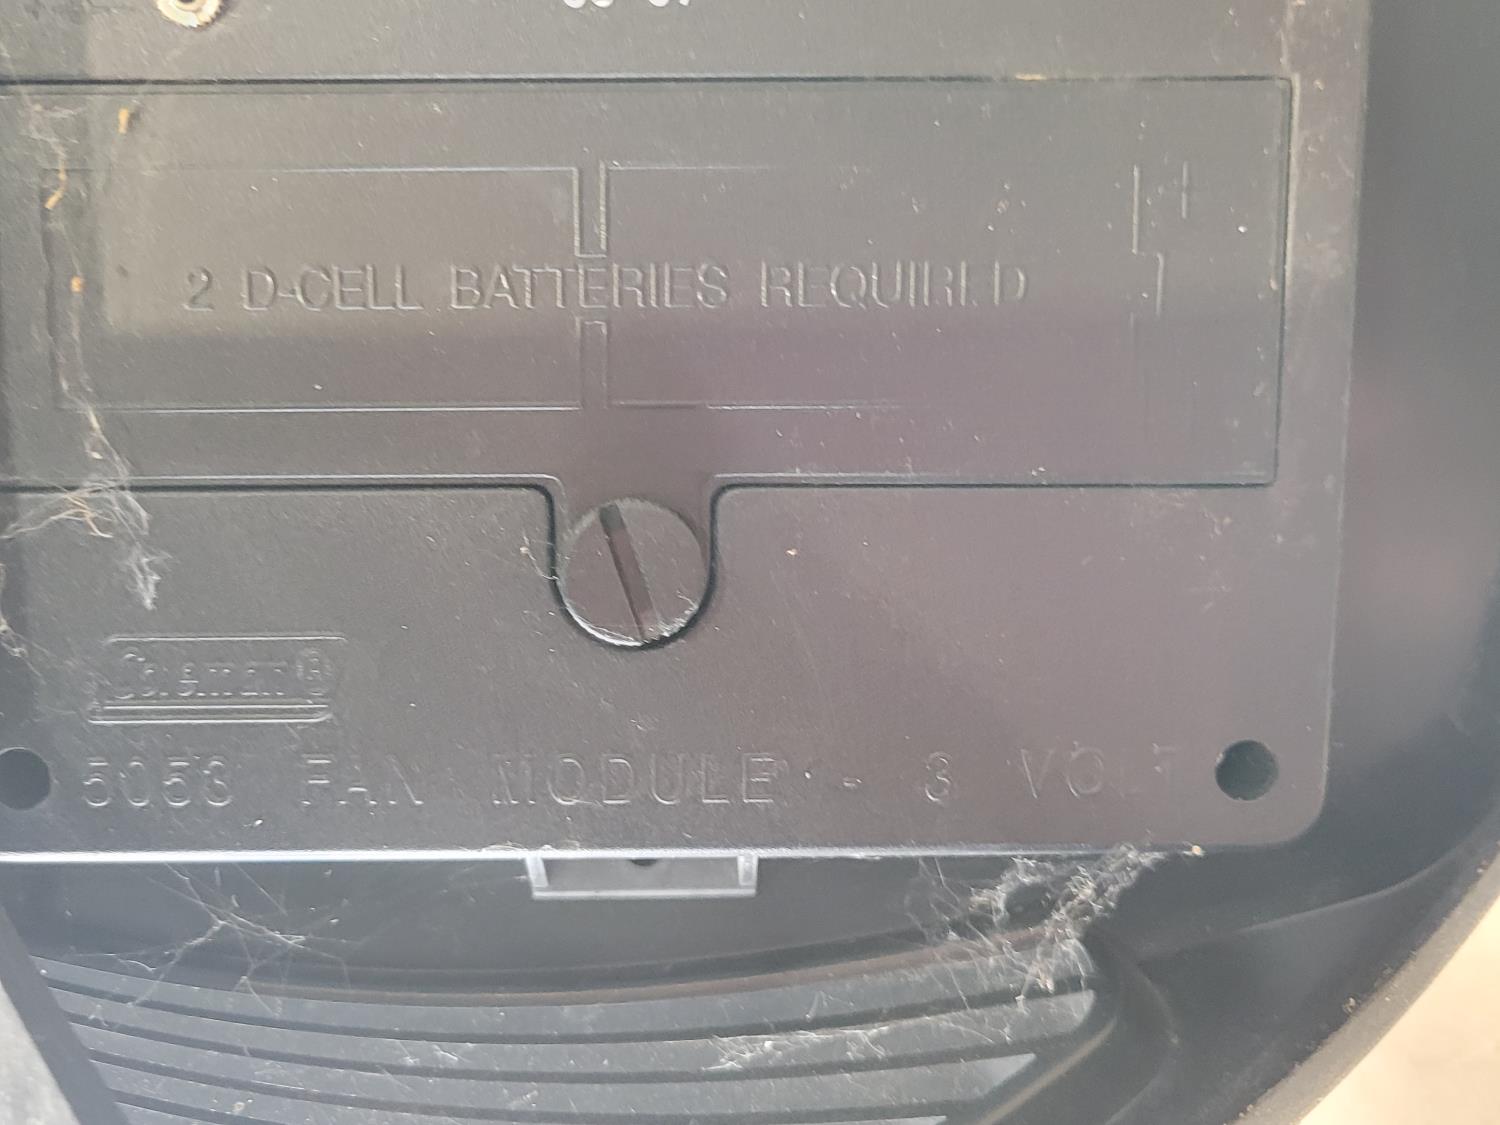 +
2 D-CELL BATTERIES REQUIRED
Coleman®
5053 FAN MODULE - 3 VOLT